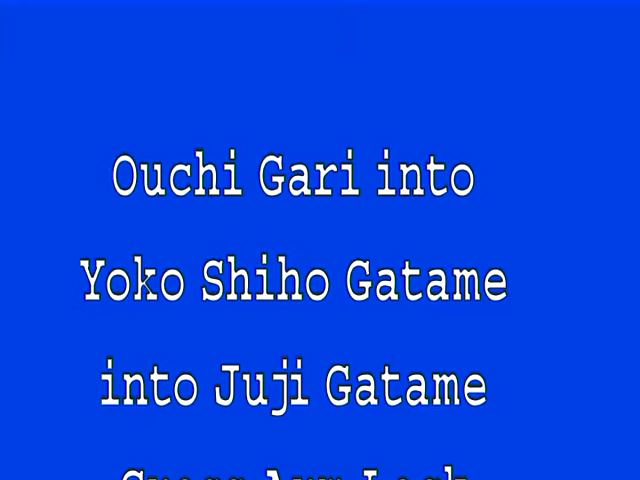 Ouchi Gari into
Yoko Shiho Gatame
into Juji Gatame